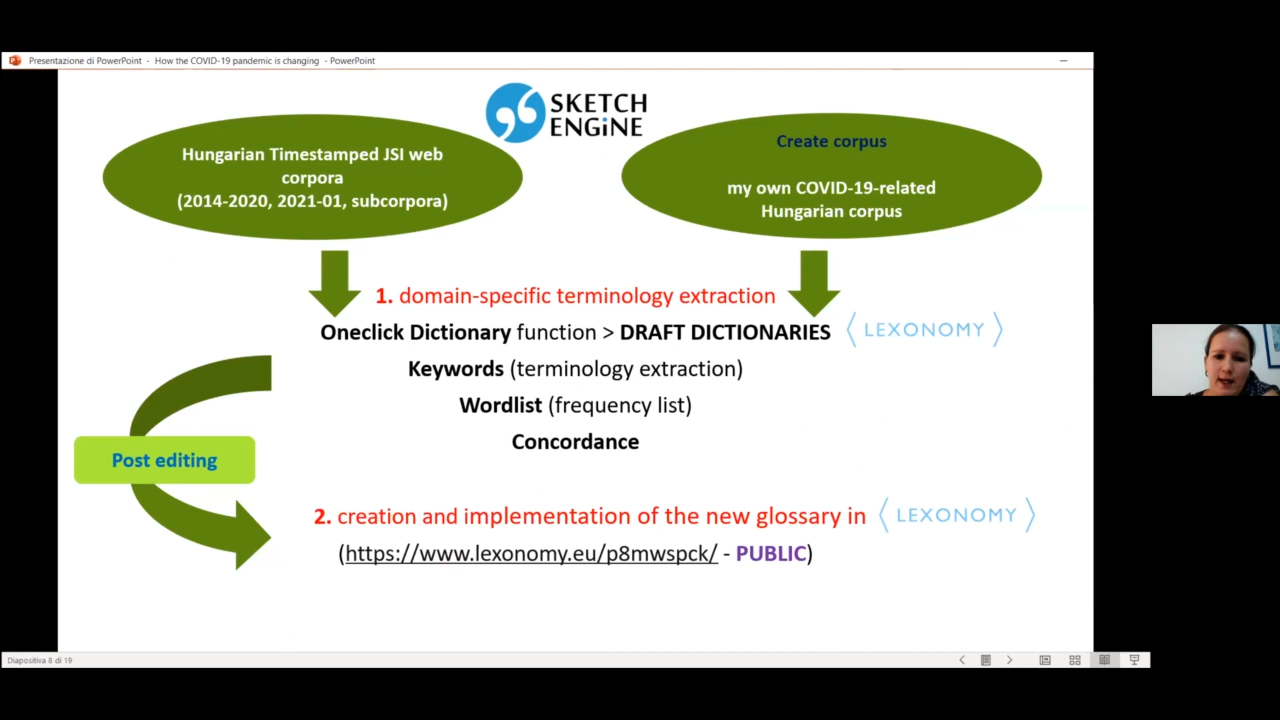 Presentazione di PowerPoint - How the COVID-19 pandemic is changing - PowerPoint
SKETCH
ENGiNE
Hungarian Timestamped JSI web
corpora
(2014-2020, 2021-01, subcorpora)
Create corpus
my own COVID-19-related
Hungarian corpus
1. domain-specific terminology extraction
Oneclick Dictionary function > DRAFT DICTIONARIES
⟨ LEXONOMY ⟩
Keywords (terminology extraction)
Wordlist (frequency list)
Concordance
Post editing
2. creation and implementation of the new glossary in
⟨ LEXONOMY ⟩
(https://www.lexonomy.eu/p8mwspck/ - PUBLIC)
Diapositiva 8 di 19